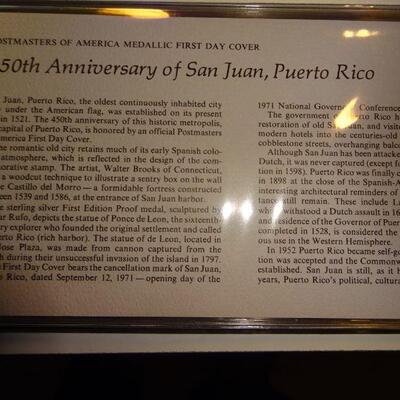 OSTMASTERS OF AMERICA MEDALLIC FIRST DAY COVER
50th Anniversary of San Juan, Puerto Rico
Juan, Puerto Rico, the oldest continuously inhabited city
under the American flag, was established on its present
in 1521. The 450th anniversary of this historic metropolis,
capital of Puerto Rico, is honored by an official Postmasters
merica First Day Cover.
he romantic old city retains much of its early Spanish colo-
atmosphere, which is reflected in the design of the com-
orative stamp. The artist, Walter Brooks of Connecticut,
a woodcut technique to illustrate a sentry box on the wall
e Castillo del Morro — a formidable fortress constructed
een 1539 and 1586, at the entrance of San Juan harbor.
e sterling silver First Edition Proof medal, sculptured by
ar Rufo, depicts the statue of Ponce de Leon, the sixteenth-
ry explorer who founded the original settlement and called
erto Rico (rich harbor). The statue of de Leon, located in
Jose Plaza, was made from cannon captured from the
h during their unsuccessful invasion of the island in 1797.
First Day Cover bears the cancellation mark of San Juan,
o Rico, dated September 12, 1971 — opening day of the
1971 National Governors Conference
The government of Puerto Rico h
restoration of old San Juan, and visit
modern hotels into the centuries-old
cobblestone streets, overhanging balco
Although San Juan has been attacked
Dutch, it was never captured (except fo
tion in 1598). Puerto Rico was finally c
in 1898 at the close of the Spanish-A
interesting architectural reminders of
tance still remain. These include La
which withstood a Dutch assault in 16
and residence of the Governor of Puer
completed in 1528, is considered the
ous use in the Western Hemisphere.
In 1952 Puerto Rico became self-go
tion was accepted and the Commonw
established. San Juan is still, as it h
years, Puerto Rico's political, cultura